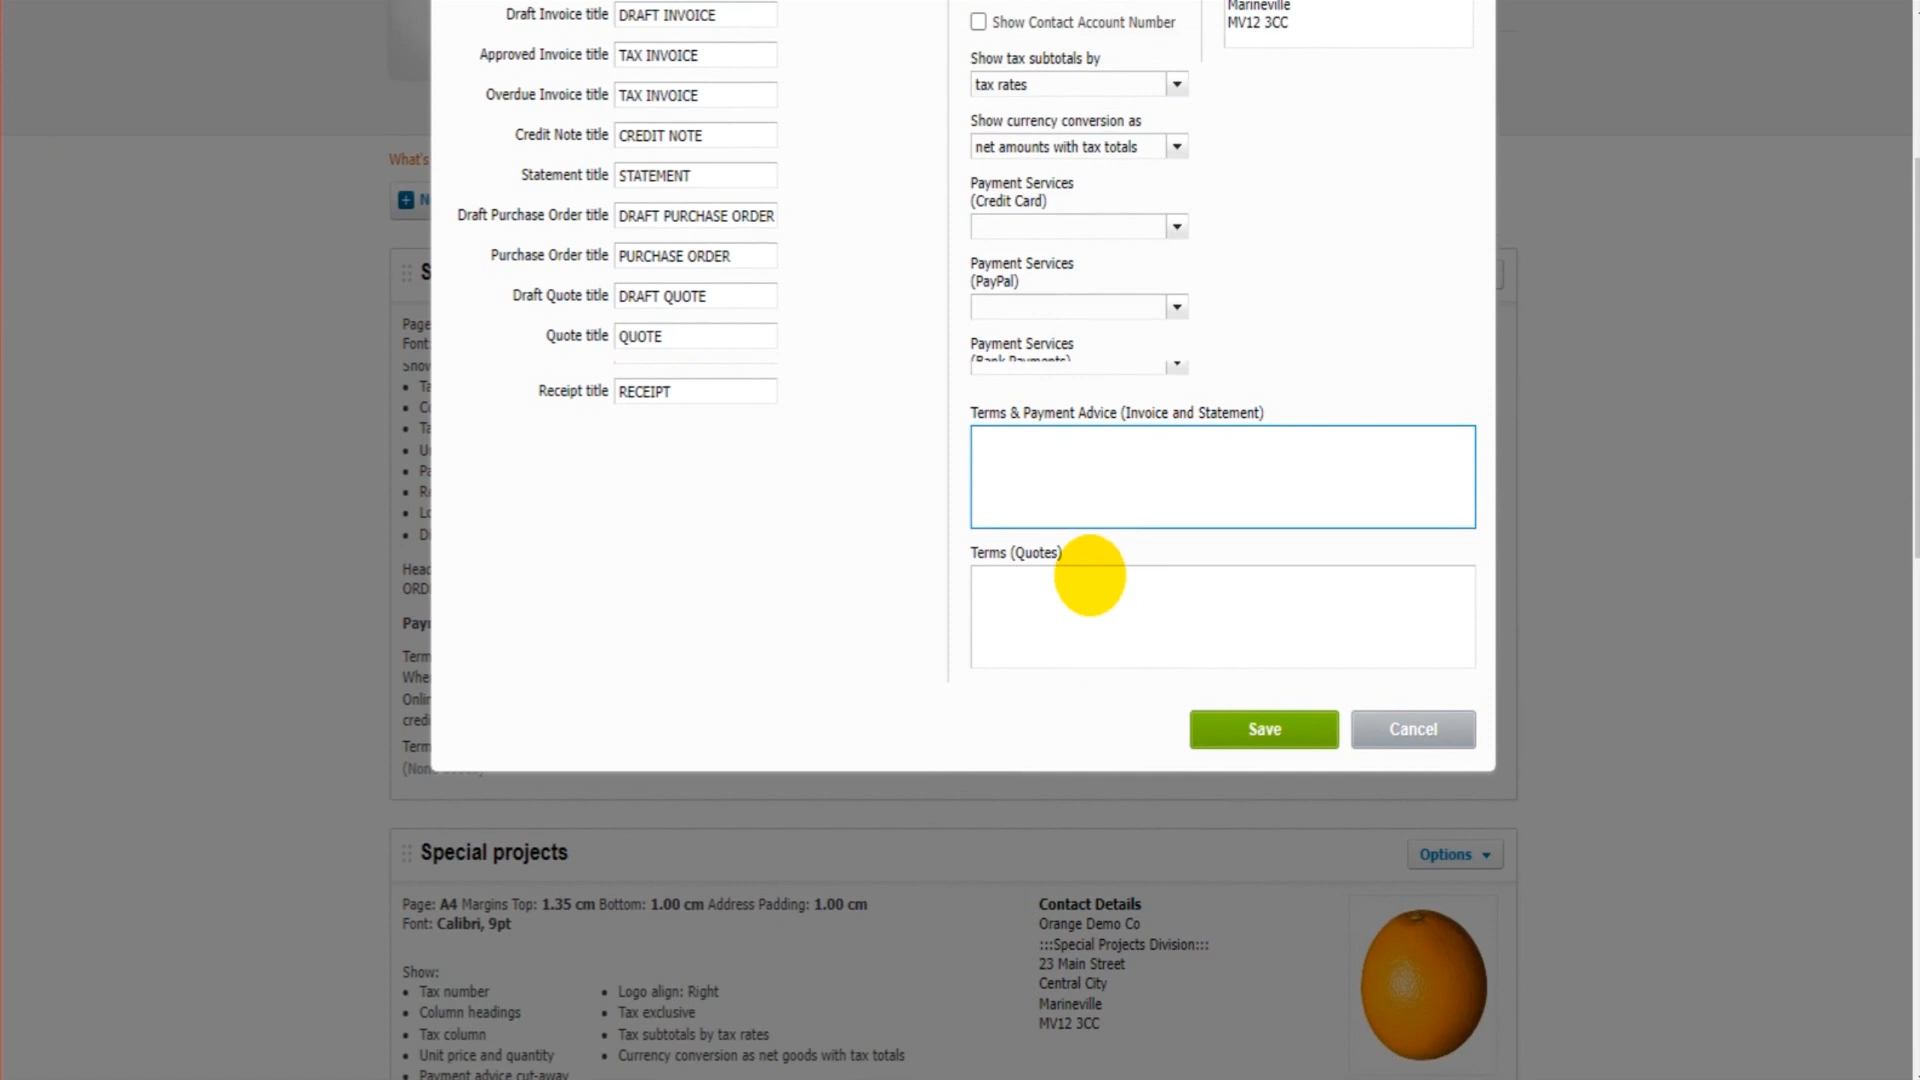 Draft Invoice title DRAFT INVOICE
Approved Invoice title TAX INVOICE
Overdue Invoice title TAX INVOICE
Credit Note title CREDIT NOTE
Statement title STATEMENT
Draft Purchase Order title DRAFT PURCHASE ORDER
Purchase Order title PURCHASE ORDER
Draft Quote title DRAFT QUOTE
Quote title QUOTE
Receipt title RECEIPT
Show Contact Account Number
Show tax subtotals by
tax rates
Show currency conversion as
net amounts with tax totals
Payment Services
(Credit Card)
Payment Services
(PayPal)
Payment Services
(Bank Payments)
Terms & Payment Advice (Invoice and Statement)
Terms (Quotes)
Marineville
MV12 3CC
Save
Cancel
What's
Page
Font:
Show
Head
ORD
Term
Whe
Onlin
credi
Term
(Non
Special projects
Options
Page: A4 Margins Top: 1.35 cm Bottom: 1.00 cm Address Padding: 1.00 cm
Font: Calibri, 9pt
Show:
• Tax number
• Column headings
• Tax column
• Unit price and quantity
• Payment advice cut-away
• Logo align: Right
• Tax exclusive
• Tax subtotals by tax rates
• Currency conversion as net goods with tax totals
Contact Details
Orange Demo Co
:::Special Projects Division:::
23 Main Street
Central City
Marineville
MV12 3CC